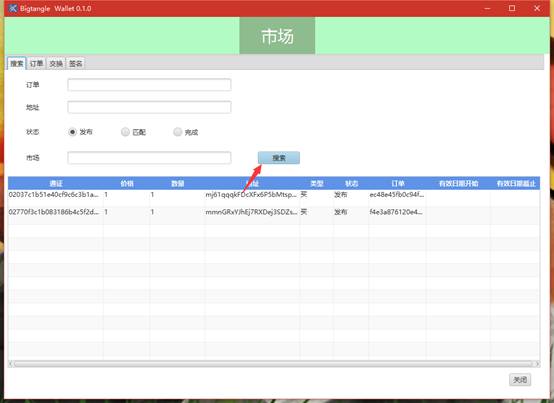 Bigtangle Wallet 0.1.0
市场
搜索 订单 交换 签名
订单
地址
状态 发布 匹配 完成
市场 搜索
通证 价格 数量 地址 类型 状态 订单 有效日期开始 有效日期截止
02037c1b51e40cf9c6c3b1a... 1 1 mj61qqqkFDcXFx6P5bMtsp... 买 发布 ec48e45fb0c94f...
02770f3c1b083186b4c5f2d... 1 1 mmnGRxYJhEj7RXDej3SDZs... 买 发布 f4e3a876120e4...
关闭